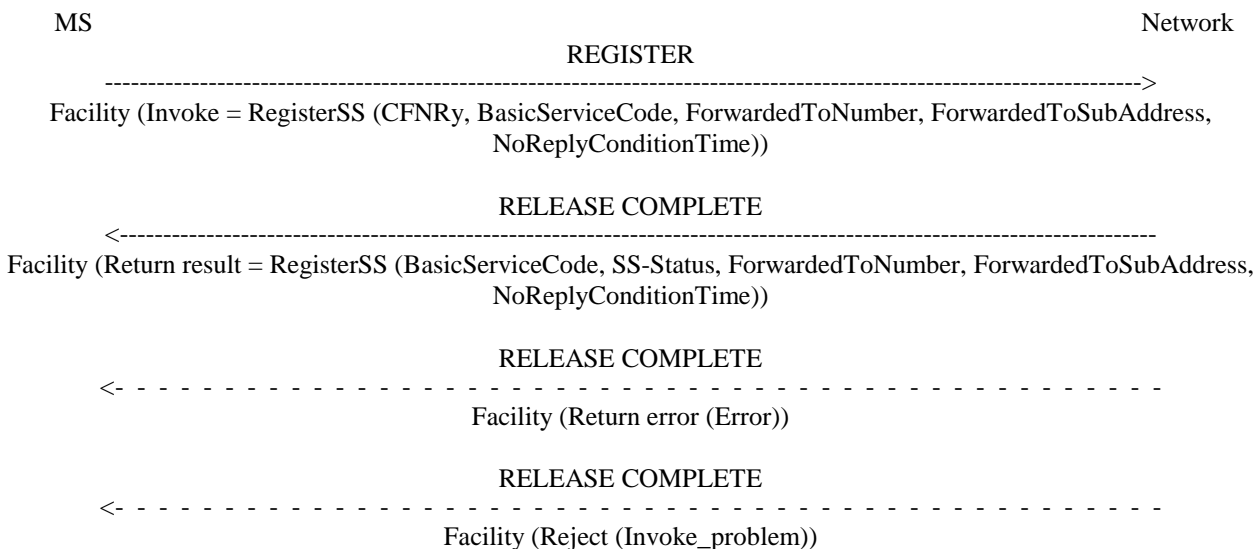 MS Network
REGISTER
------------------------------------------------------------------------------------------------------------------------>
Facility (Invoke = RegisterSS (CFNRy, BasicServiceCode, ForwardedToNumber, ForwardedToSubAddress,
NoReplyConditionTime))
RELEASE COMPLETE
<------------------------------------------------------------------------------------------------------------------------
Facility (Return result = RegisterSS (BasicServiceCode, SS-Status, ForwardedToNumber, ForwardedToSubAddress,
NoReplyConditionTime))
RELEASE COMPLETE
<- - - - - - - - - - - - - - - - - - - - - - - - - - - - - - - - - - - - - - - - - - - - - - - - -
Facility (Return error (Error))
RELEASE COMPLETE
<- - - - - - - - - - - - - - - - - - - - - - - - - - - - - - - - - - - - - - - - - - - - - - - - -
Facility (Reject (Invoke_problem))